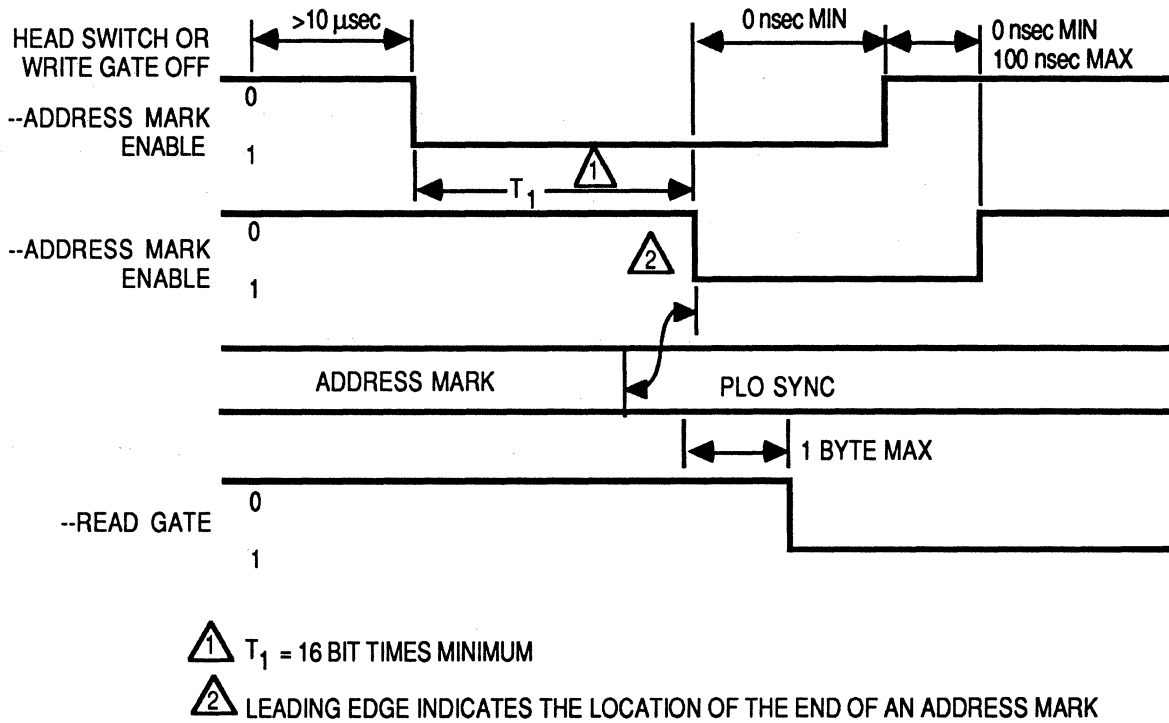 >10 µsec
0 nsec MIN
0 nsec MIN
100 nsec MAX
HEAD SWITCH OR
WRITE GATE OFF
0
--ADDRESS MARK
ENABLE
1
1
T1
0
--ADDRESS MARK
ENABLE
1
2
ADDRESS MARK
PLO SYNC
1 BYTE MAX
0
--READ GATE
1
1 T1 = 16 BIT TIMES MINIMUM
2 LEADING EDGE INDICATES THE LOCATION OF THE END OF AN ADDRESS MARK